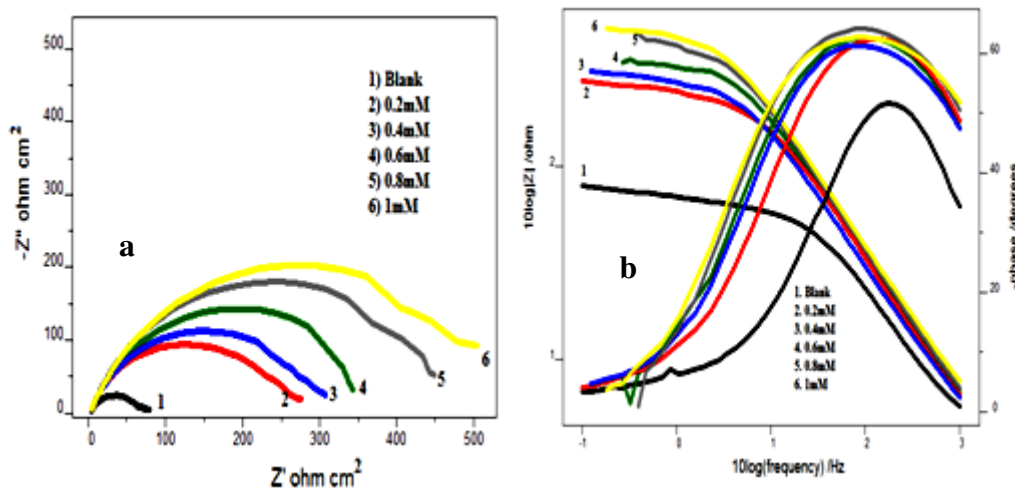 500
400
300
200
100
0
-Z" ohm cm²
0
100
200
300
400
500
Z' ohm cm²
1) Blank
2) 0.2mM
3) 0.4mM
4) 0.6mM
5) 0.8mM
6) 1mM
a
1
2
3
4
5
6
6
5
4
3
2
1
2
1
10log|Z| /ohm
-1
0
1
2
3
10log(frequency) /Hz
60
40
20
0
-phase /degrees
b
1. Blank
2. 0.2mM
3. 0.4mM
4. 0.6mM
5. 0.8mM
6. 1mM